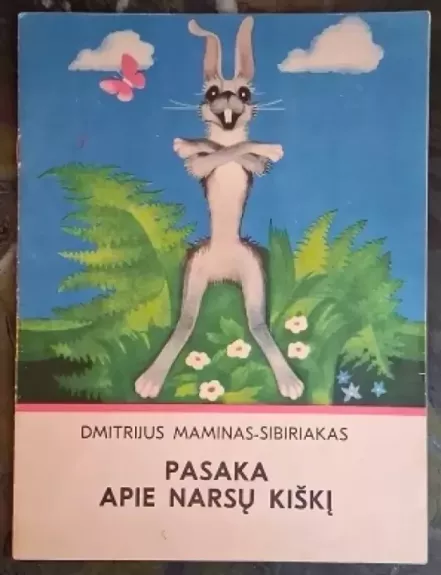 DMITRIJUS MAMINAS-SIBIRIAKAS
PASAKA
APIE NARSŲ KIŠKĮ